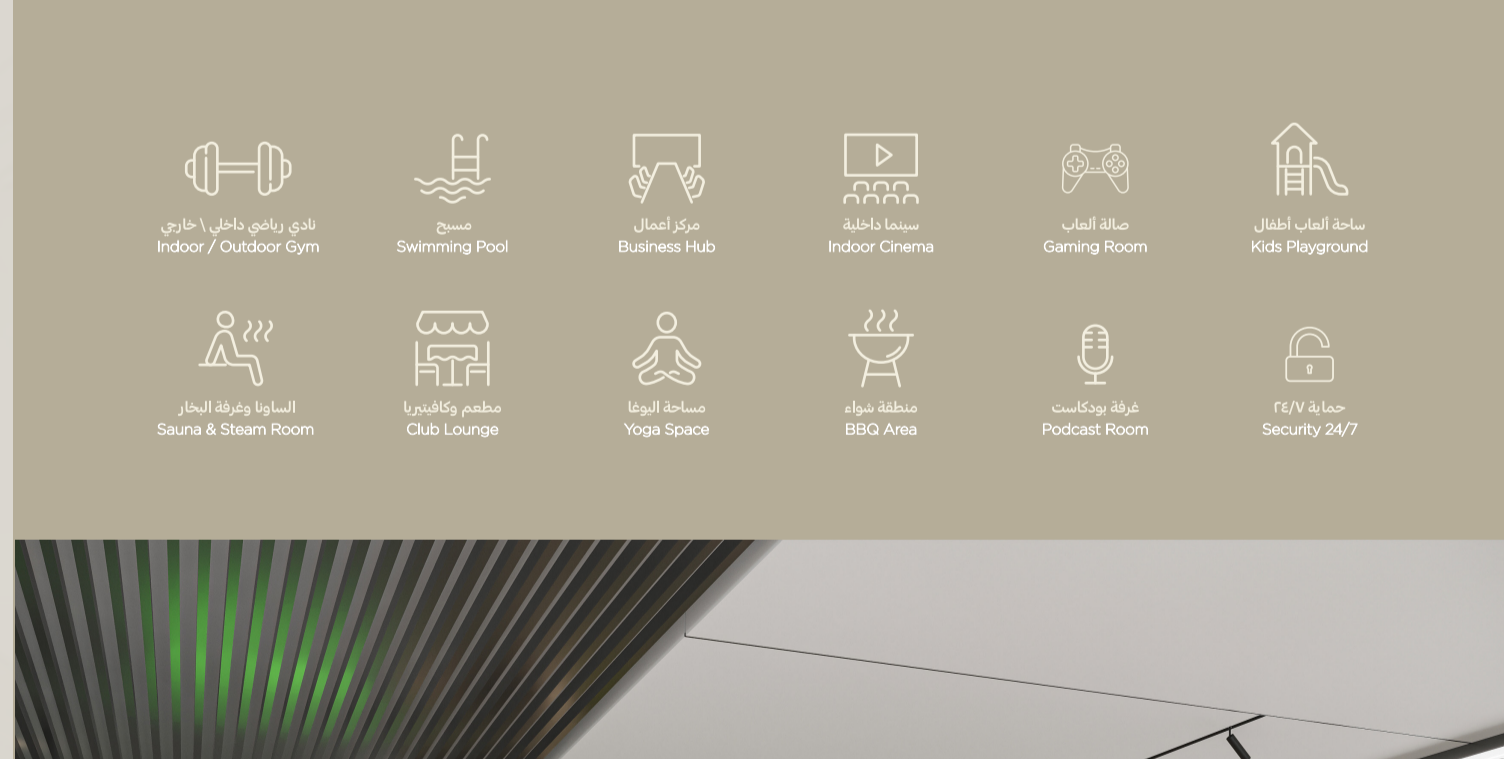 نادي رياضي داخلي \ خارجي
Indoor / Outdoor Gym
مسبح
Swimming Pool
مركز أعمال
Business Hub
سينما داخلية
Indoor Cinema
صالة ألعاب
Gaming Room
ساحة ألعاب أطفال
Kids Playground
الساونا وغرفة البخار
Sauna & Steam Room
مطعم وكافيتيريا
Club Lounge
مساحة اليوغا
Yoga Space
منطقة شواء
BBQ Area
غرفة بودكاست
Podcast Room
حماية ٢٤/٧
Security 24/7